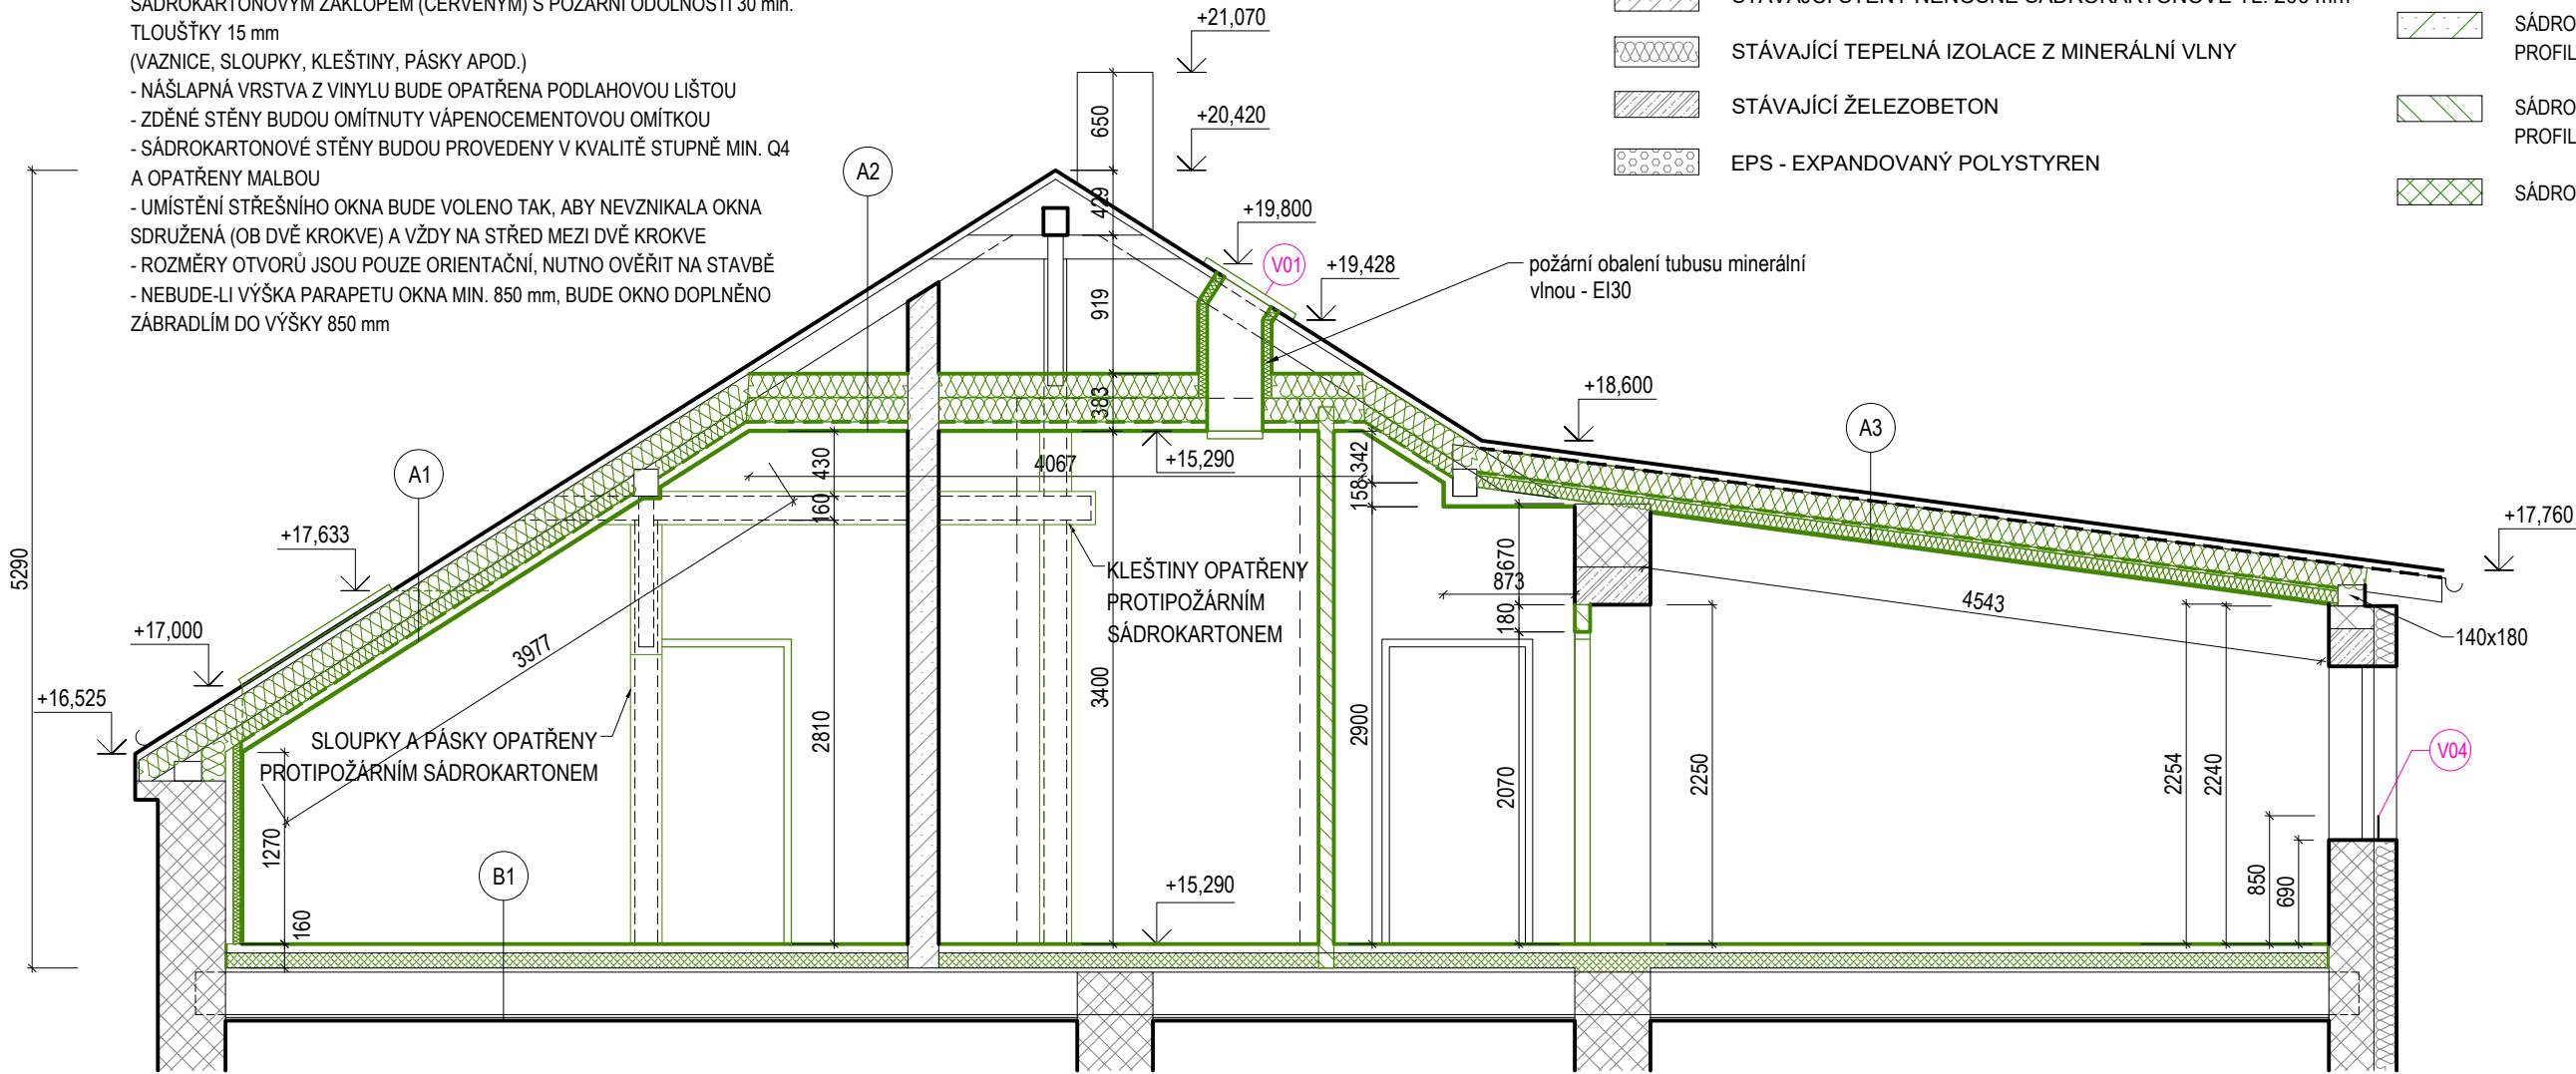 SÁDROKARTONOVÝM ZÁKLOPEM (ČERVENÝM) S POŽÁRNÍ ODOLNOSTÍ 30 min.
TLOUŠŤKY 15 mm
(VAZNICE, SLOUPKY, KLEŠTINY, PÁSKY APOD.)
- NÁŠLAPNÁ VRSTVA Z VINYLU BUDE OPATŘENA PODLAHOVOU LIŠTOU
- ZDĚNÉ STĚNY BUDOU OMÍTNUTY VÁPENOCEMENTOVOU OMÍTKOU
- SÁDROKARTONOVÉ STĚNY BUDOU PROVEDENY V KVALITĚ STUPNĚ MIN. Q4
A OPATŘENY MALBOU
- UMÍSTĚNÍ STŘEŠNÍHO OKNA BUDE VOLENO TAK, ABY NEVZNIKALA OKNA
SDRUŽENÁ (OB DVĚ KROKVE) A VŽDY NA STŘED MEZI DVĚ KROKVE
- ROZMĚRY OTVORŮ JSOU POUZE ORIENTAČNÍ, NUTNO OVĚŘIT NA STAVBĚ
- NEBUDE-LI VÝŠKA PARAPETU OKNA MIN. 850 mm, BUDE OKNO DOPLNĚNO
ZÁBRADLÍM DO VÝŠKY 850 mm
STÁVAJÍCÍ STĚNY NENOSNÉ SÁDROKARTONOVÉ TL. 200 mm
STÁVAJÍCÍ TEPELNÁ IZOLACE Z MINERÁLNÍ VLNY
STÁVAJÍCÍ ŽELEZOBETON
EPS - EXPANDOVANÝ POLYSTYREN
SÁDRO
PROFIL
SÁDRO
PROFIL
SÁDRO
+21,070
+20,420
+19,800
+19,428
+18,600
+17,760
+17,633
+17,000
+16,525
+15,290
+15,290
A1
A2
A3
B1
V01
V04
požární obalení tubusu minerální
vlnou - EI30
KLEŠTINY OPATŘENY
PROTIPOŽÁRNÍM
SÁDROKARTONEM
SLOUPKY A PÁSKY OPATŘENY
PROTIPOŽÁRNÍM SÁDROKARTONEM
140x180
5290
650
429
919
383
3400
430
160
2810
4067
3977
1270
160
342
158
2900
670
873
180
2070
2250
4543
2254
2240
850
690